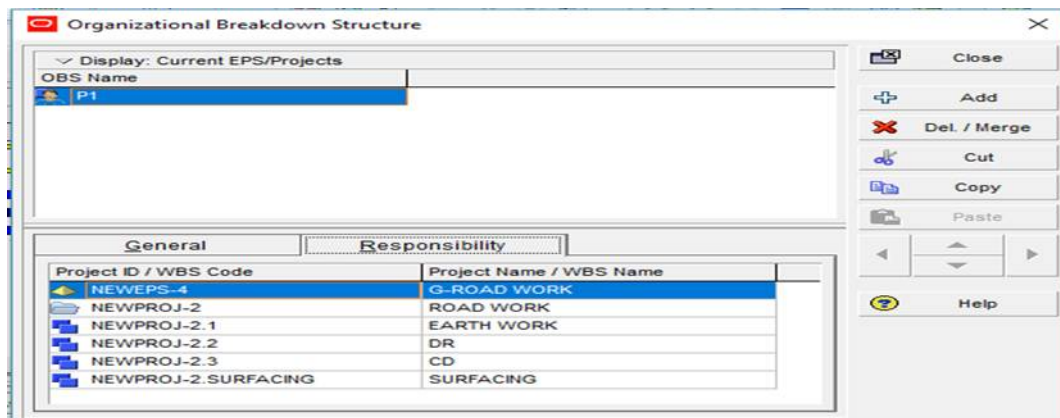 Organizational Breakdown Structure
Display: Current EPS/Projects
OBS Name
P1
General Responsibility
Project ID / WBS Code Project Name / WBS Name
NEWEPS-4 G-ROAD WORK
NEWPROJ-2 ROAD WORK
NEWPROJ-2.1 EARTH WORK
NEWPROJ-2.2 DR
NEWPROJ-2.3 CD
NEWPROJ-2.SURFACING SURFACING
Close
Add
Del. / Merge
Cut
Copy
Paste
Help